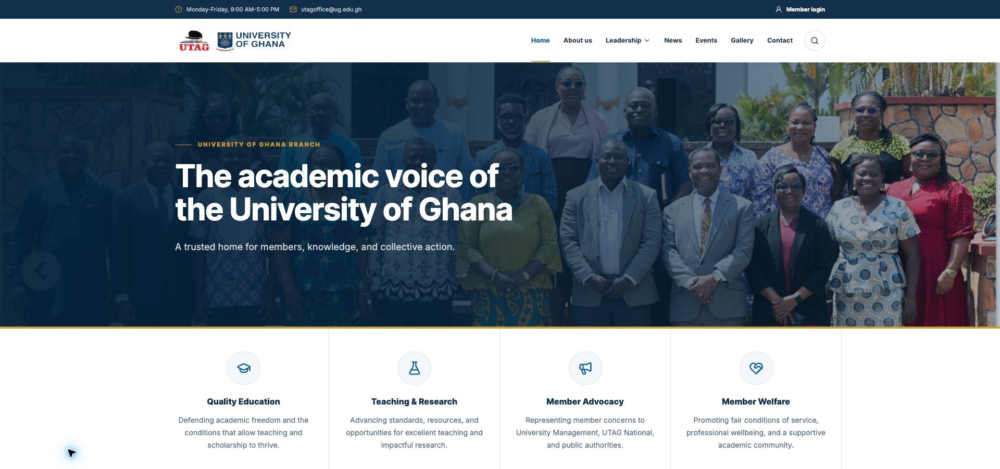 Monday-Friday, 9:00 AM-5:00 PM
utagoffice@ug.edu.gh
Member login
UTAG
UNIVERSITY
OF GHANA
Home
About us
Leadership
News
Events
Gallery
Contact
UNIVERSITY OF GHANA BRANCH
The academic voice of
the University of Ghana
A trusted home for members, knowledge, and collective action.
Quality Education
Defending academic freedom and the
conditions that allow teaching and
scholarship to thrive.
Teaching & Research
Advancing standards, resources, and
opportunities for excellent teaching and
impactful research.
Member Advocacy
Representing member concerns to
University Management, UTAG National,
and public authorities.
Member Welfare
Promoting fair conditions of service,
professional wellbeing, and a supportive
academic community.